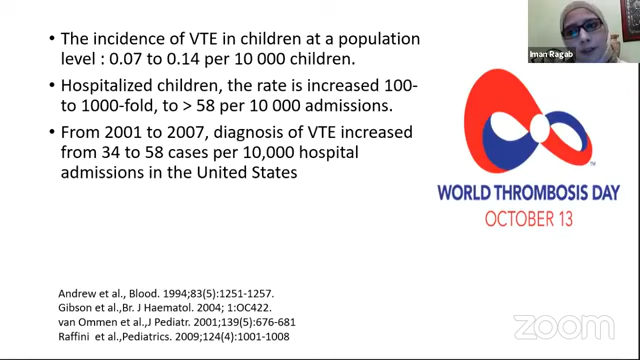 • The incidence of VTE in children at a population
level : 0.07 to 0.14 per 10 000 children.
• Hospitalized children, the rate is increased 100-
to 1000-fold, to > 58 per 10 000 admissions.
• From 2001 to 2007, diagnosis of VTE increased
from 34 to 58 cases per 10,000 hospital
admissions in the United States
Andrew et al., Blood. 1994;83(5):1251-1257.
Gibson et al.,Br. J Haematol. 2004; 1:OC422.
van Ommen et al.,J Pediatr. 2001;139(5):676-681
Raffini et al.,Pediatrics. 2009;124(4):1001-1008
Iman Ragab
TM
WORLD THROMBOSIS DAY
OCTOBER 13
zoom